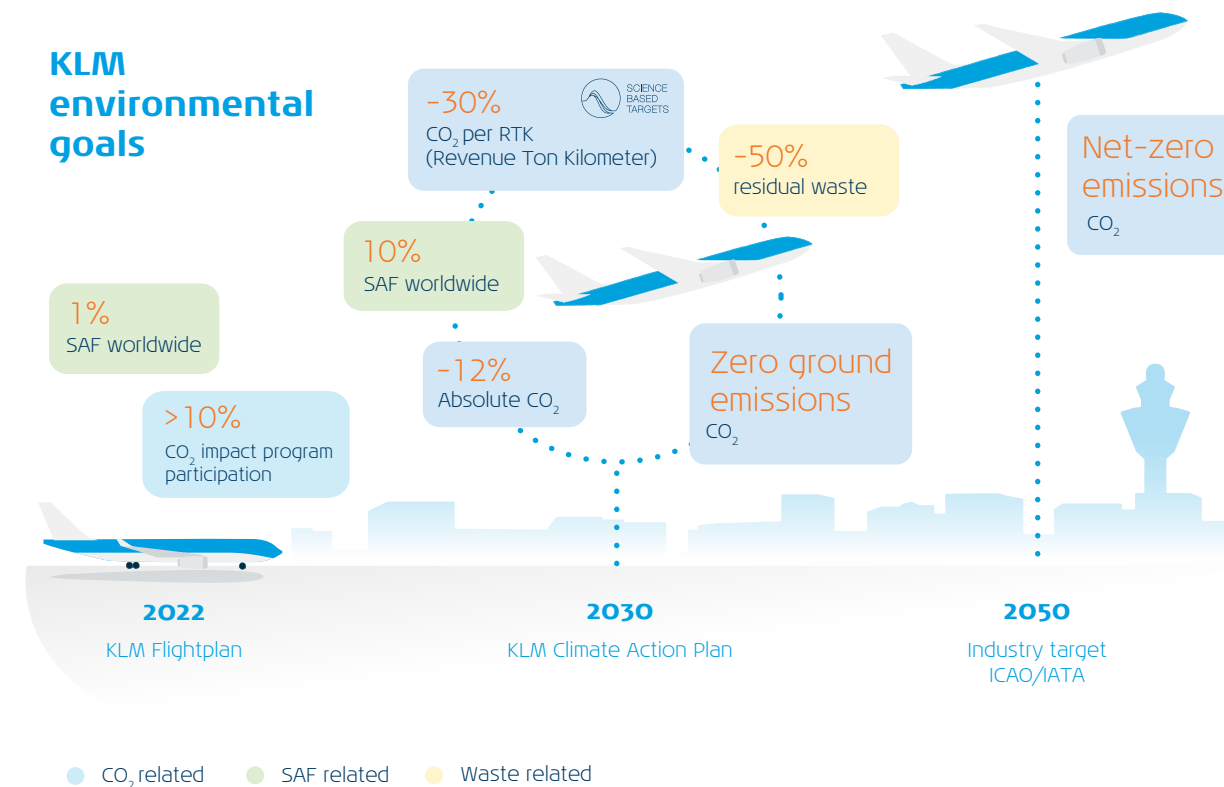 KLM
environmental
goals
-30%
CO₂ per RTK
(Revenue Ton Kilometer)
SCIENCE
BASED
TARGETS
-50%
residual waste
Net-zero
emissions
CO₂
10%
SAF worldwide
1%
SAF worldwide
-12%
Absolute CO₂
Zero ground
emissions
CO₂
>10%
CO₂ impact program
participation
2022
KLM Flightplan
2030
KLM Climate Action Plan
2050
Industry target
ICAO/IATA
CO₂ related
SAF related
Waste related